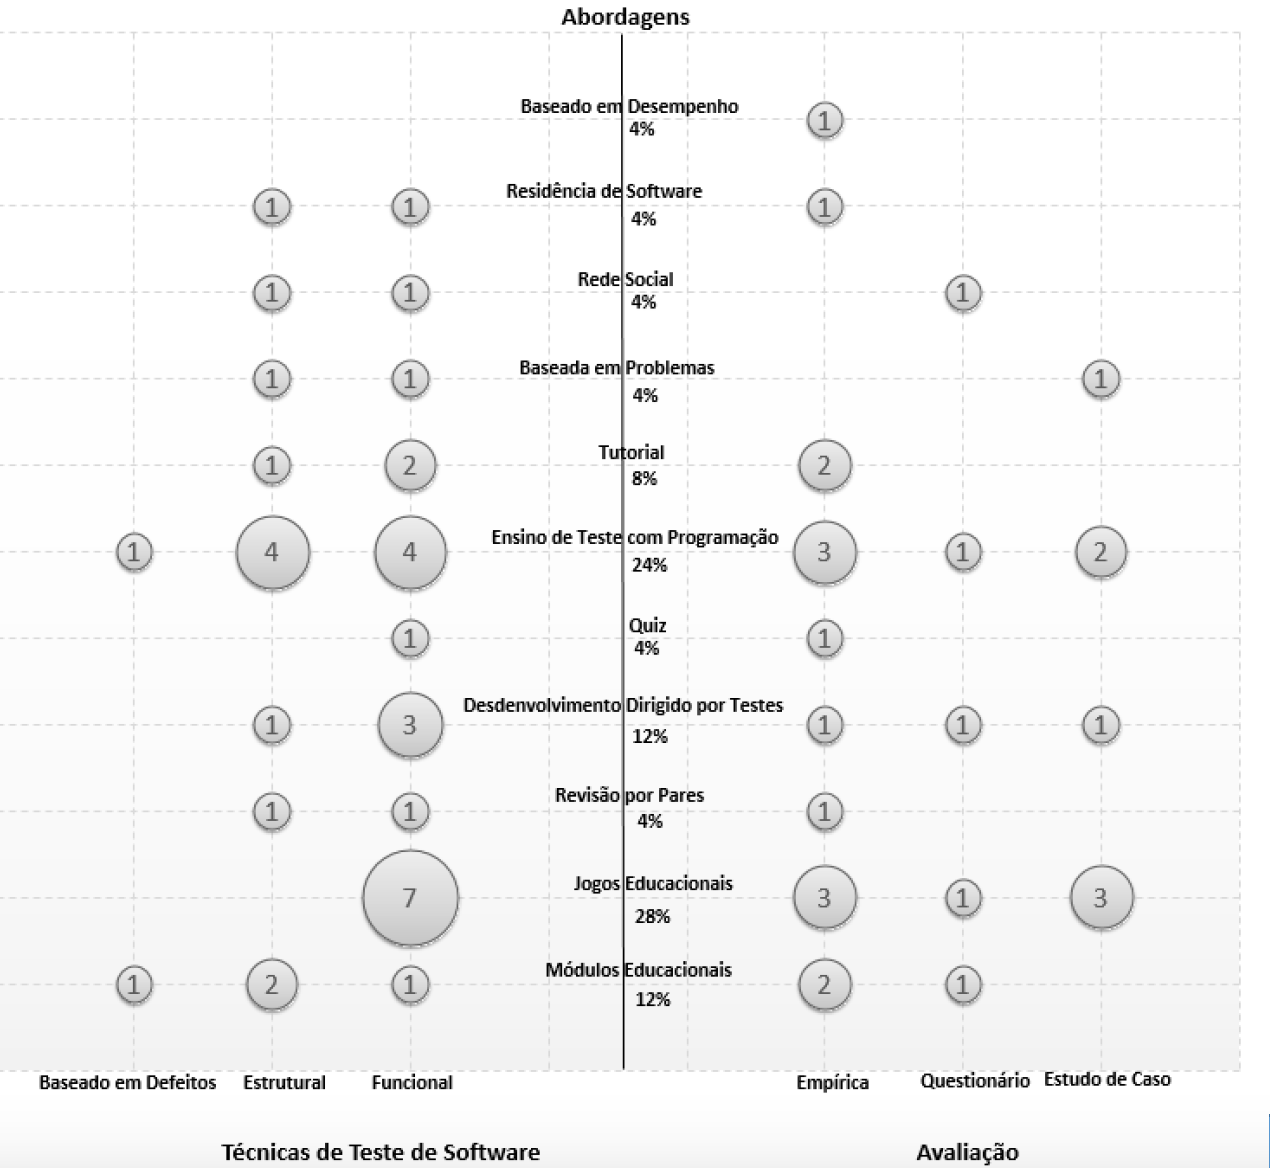 Abordagens
Baseado em Desempenho
4%
1
Residência de Software
4%
1 1 1
Rede Social
4%
1 1 1
Baseada em Problemas
4%
1 1 1
Tutorial
8%
1 2 2
Ensino de Teste com Programação
24%
1 4 4 3 1 2
Quiz
4%
1 1
Desdenvolvimento Dirigido por Testes
12%
1 3 1 1 1
Revisão por Pares
4%
1 1 1
Jogos Educacionais
28%
7 3 1 3
Módulos Educacionais
12%
1 2 1 2 1
Baseado em Defeitos Estrutural Funcional Empírica Questionário Estudo de Caso
Técnicas de Teste de Software Avaliação